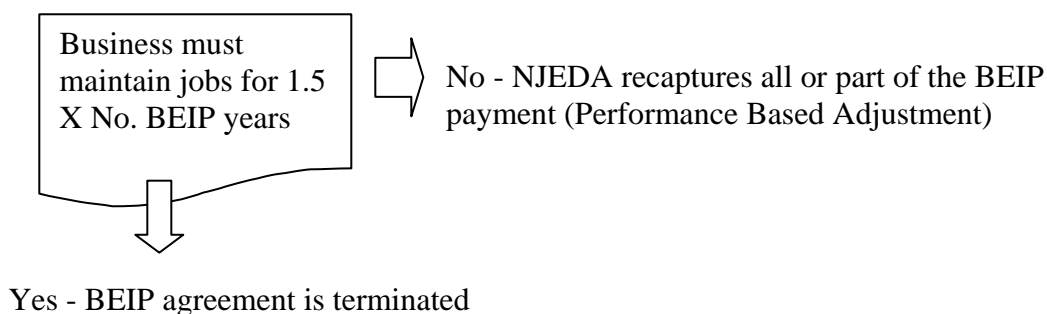 Business must
maintain jobs for 1.5
X No. BEIP years
No - NJEDA recaptures all or part of the BEIP
payment (Performance Based Adjustment)
Yes - BEIP agreement is terminated